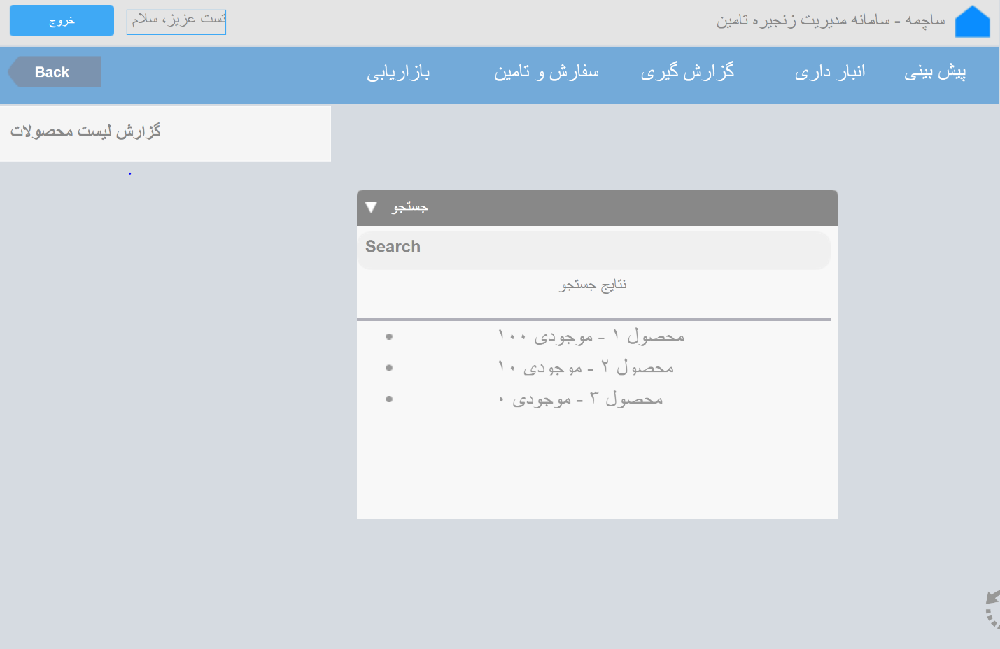 ساچمه - سامانه مدیریت زنجیره تامین
تست عزیز، سلام
خروج
پیش بینی
انبار داری
گزارش گیری
سفارش و تامین
بازاریابی
Back
گزارش لیست محصولات
جستجو
Search
نتایج جستجو
محصول ۱ - موجودی ۱۰۰
محصول ۲ - موجودی ۱۰
محصول ۳ - موجودی ۰